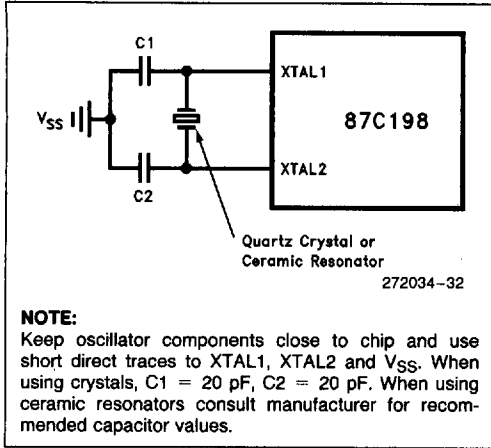 C1
XTAL1
VSS
87C198
XTAL2
C2
Quartz Crystal or
Ceramic Resonator
272034-32
NOTE:
Keep oscillator components close to chip and use
short direct traces to XTAL1, XTAL2 and VSS. When
using crystals, C1 = 20 pF, C2 = 20 pF. When using
ceramic resonators consult manufacturer for recom-
mended capacitor values.